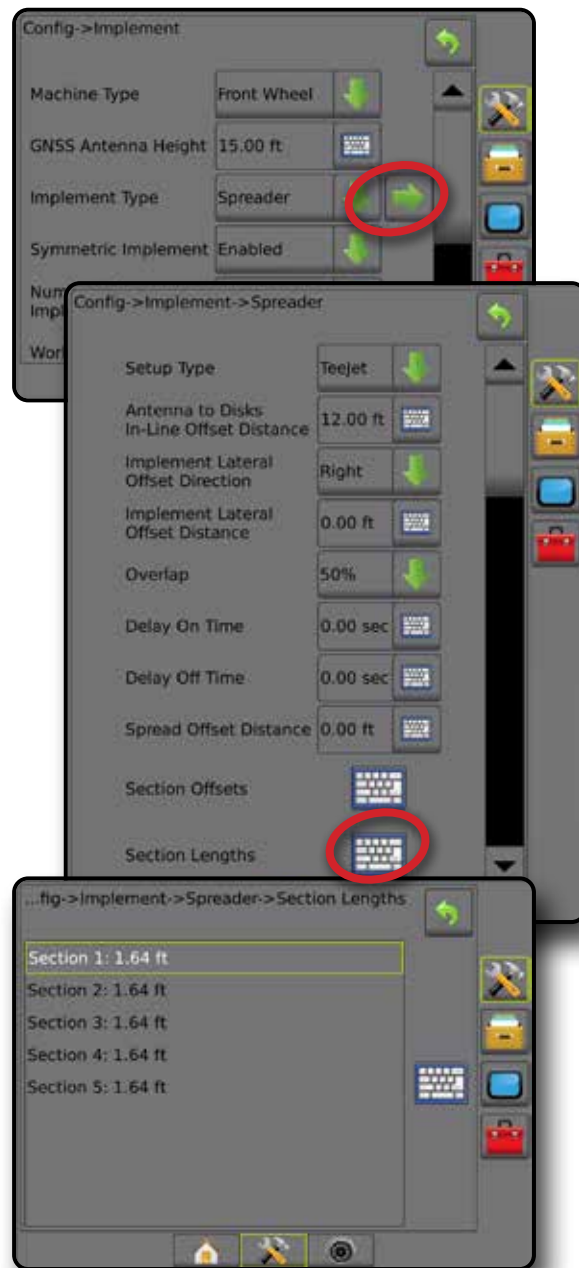 Config->Implement
Machine Type Front Wheel
GNSS Antenna Height 15.00 ft
Implement Type Spreader
Symmetric Implement Enabled
Num
Impl
Wor
Config->Implement->Spreader
Setup Type TeeJet
Antenna to Disks
In-Line Offset Distance 12.00 ft
Implement Lateral
Offset Direction Right
Implement Lateral
Offset Distance 0.00 ft
Overlap 50%
Delay On Time 0.00 sec
Delay Off Time 0.00 sec
Spread Offset Distance 0.00 ft
Section Offsets
Section Lengths
...fig->Implement->Spreader->Section Lengths
Section 1: 1.64 ft
Section 2: 1.64 ft
Section 3: 1.64 ft
Section 4: 1.64 ft
Section 5: 1.64 ft